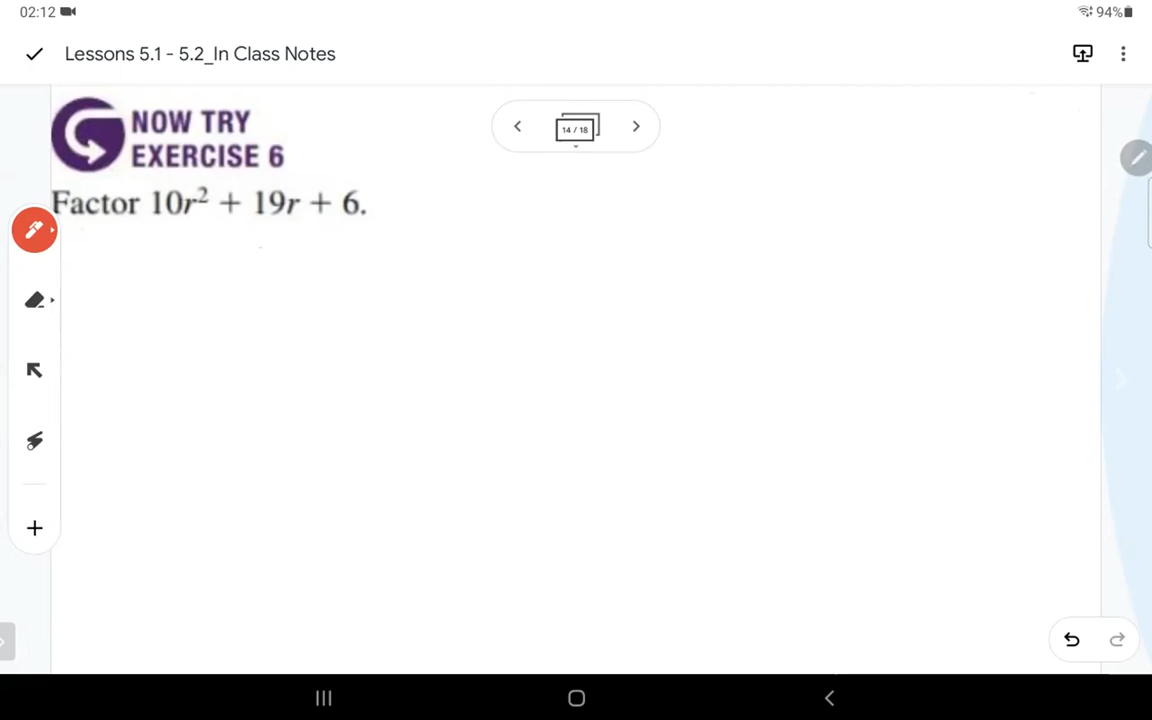 02:12
94%
Lessons 5.1 - 5.2_In Class Notes
NOW TRY
EXERCISE 6
14 / 18
Factor 10r² + 19r + 6.